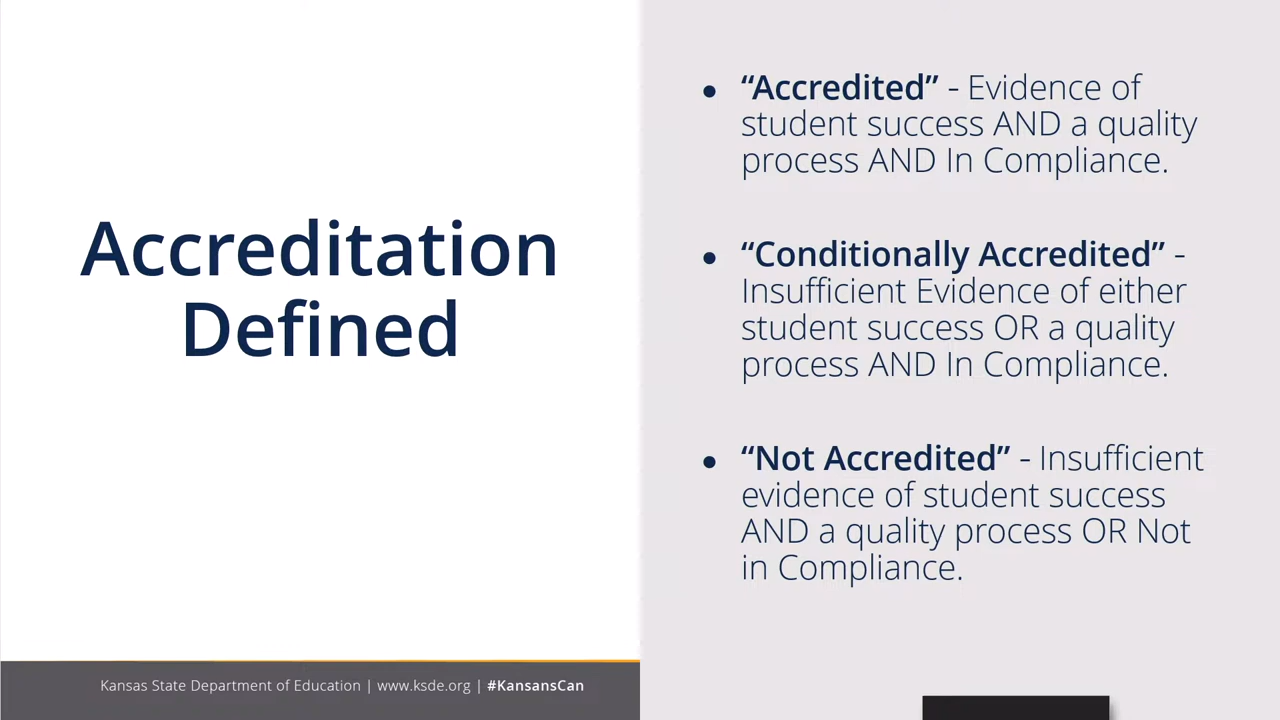 Accreditation
Defined
• “Accredited” - Evidence of
student success AND a quality
process AND In Compliance.
• “Conditionally Accredited” -
Insufficient Evidence of either
student success OR a quality
process AND In Compliance.
• “Not Accredited” - Insufficient
evidence of student success
AND a quality process OR Not
in Compliance.
Kansas State Department of Education | www.ksde.org | #KansansCan